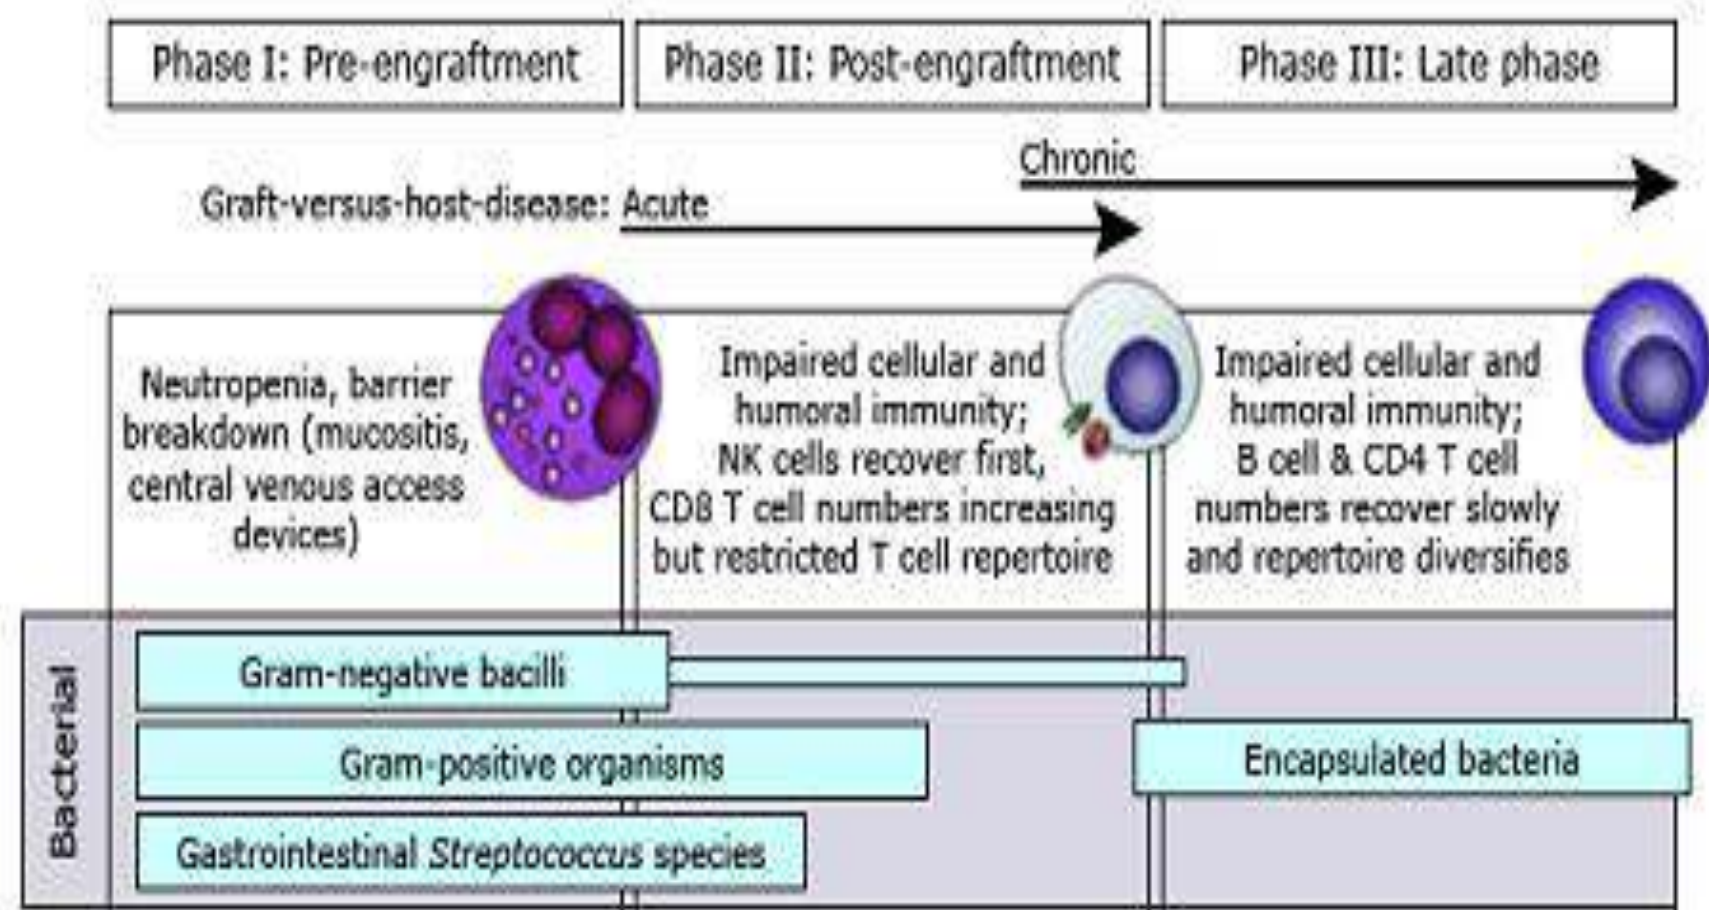 Phase I: Pre-engraftment
Phase II: Post-engraftment
Phase III: Late phase
Chronic
Graft-versus-host-disease: Acute
Neutropenia, barrier
breakdown (mucositis,
central venous access
devices)
Impaired cellular and
humoral immunity;
NK cells recover first,
CD8 T cell numbers increasing
but restricted T cell repertoire
Impaired cellular and
humoral immunity;
B cell & CD4 T cell
numbers recover slowly
and repertoire diversifies
Bacterial
Gram-negative bacilli
Gram-positive organisms
Encapsulated bacteria
Gastrointestinal Streptococcus species